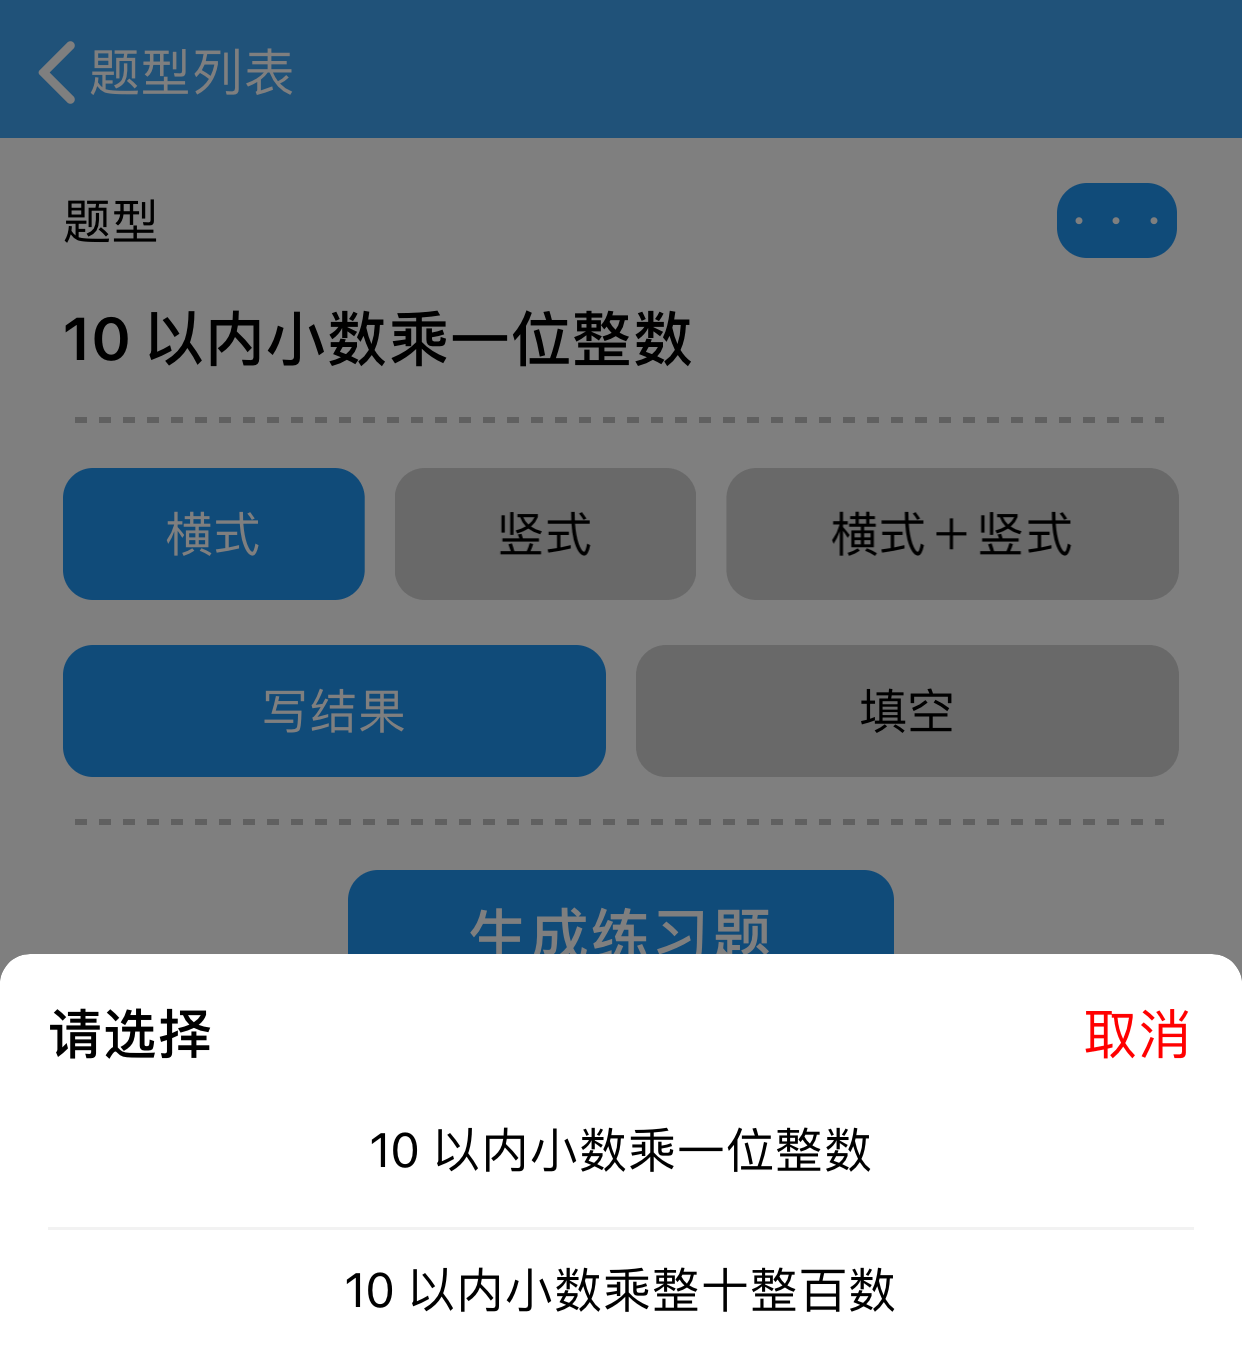 题型列表
题型
10 以内小数乘一位整数
横式 竖式 横式＋竖式
写结果 填空
生成练习题
请选择 取消
10 以内小数乘一位整数
10 以内小数乘整十整百数